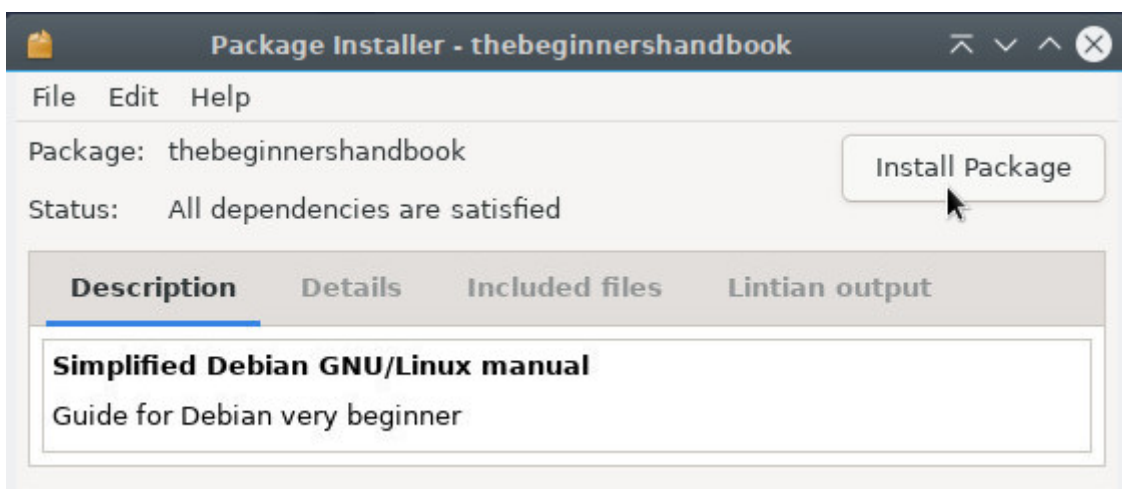 Package Installer - thebeginnershandbook
File Edit Help
Package: thebeginnershandbook
Install Package
Status: All dependencies are satisfied
Description Details Included files Lintian output
Simplified Debian GNU/Linux manual
Guide for Debian very beginner